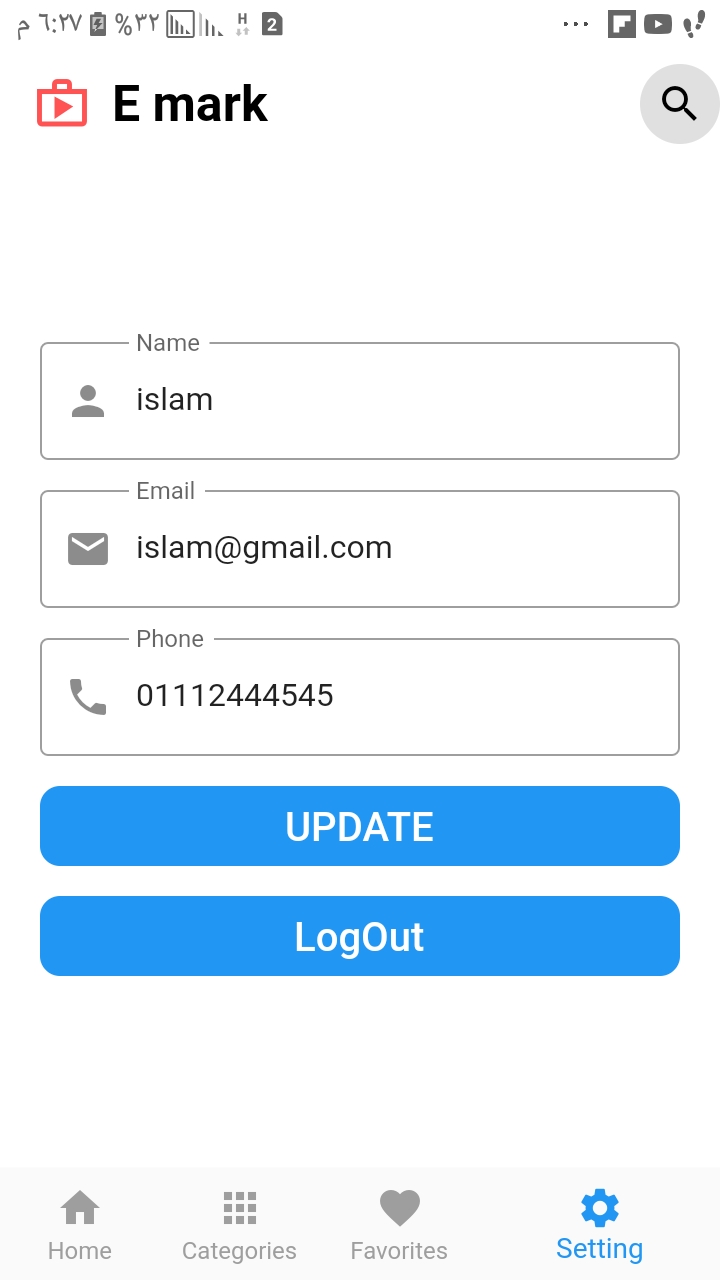 م ٦:٢٧ %٣٢ H 2
E mark
Name
islam
Email
islam@gmail.com
Phone
01112444545
UPDATE
LogOut
Home Categories Favorites Setting